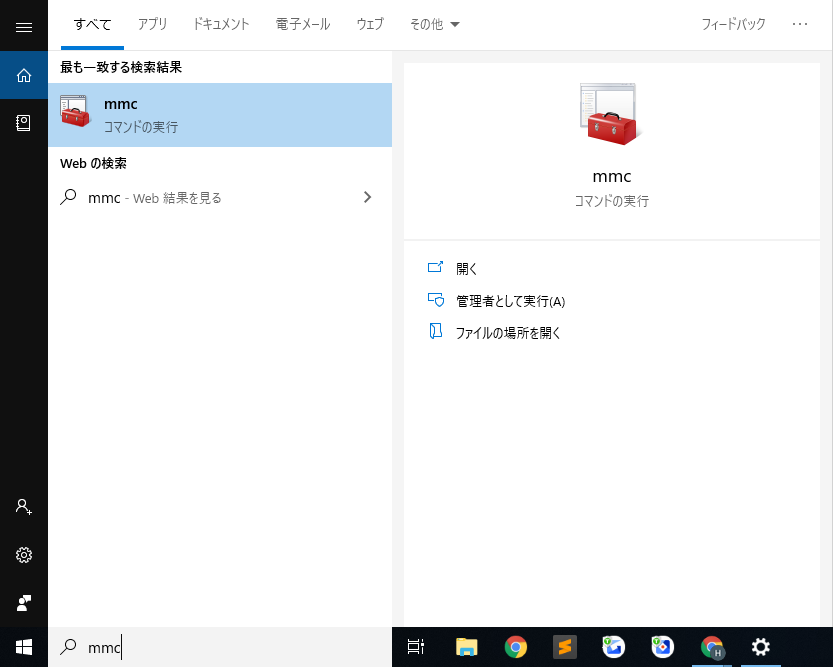 すべて アプリ ドキュメント 電子メール ウェブ その他 フィードバック ...
最も一致する検索結果
mmc
コマンドの実行
Web の検索
mmc - Web 結果を見る
mmc
コマンドの実行
開く
管理者として実行(A)
ファイルの場所を開く
mmc
H